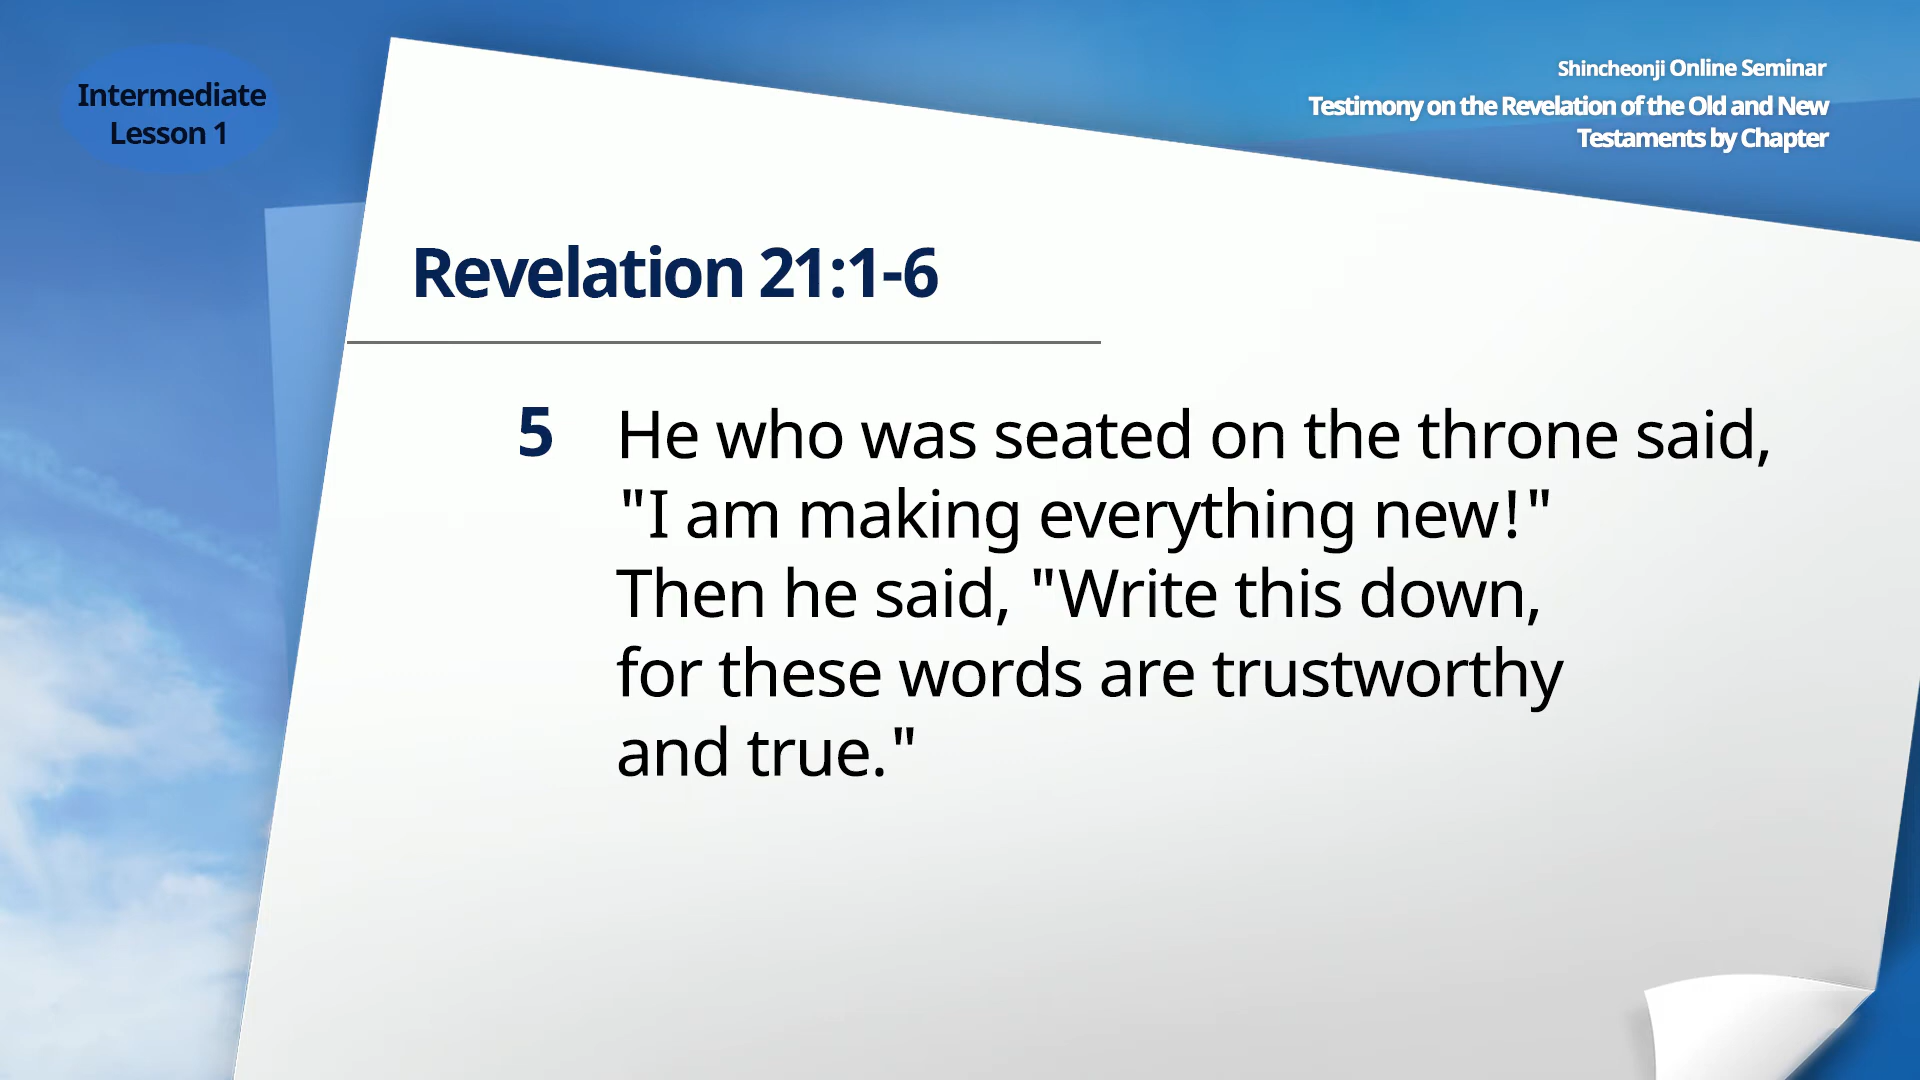 Intermediate
Lesson 1
Shincheonji Online Seminar
Testimony on the Revelation of the Old and New
Testaments by Chapter
Revelation 21:1-6
5 He who was seated on the throne said,
"I am making everything new!"
Then he said, "Write this down,
for these words are trustworthy
and true."